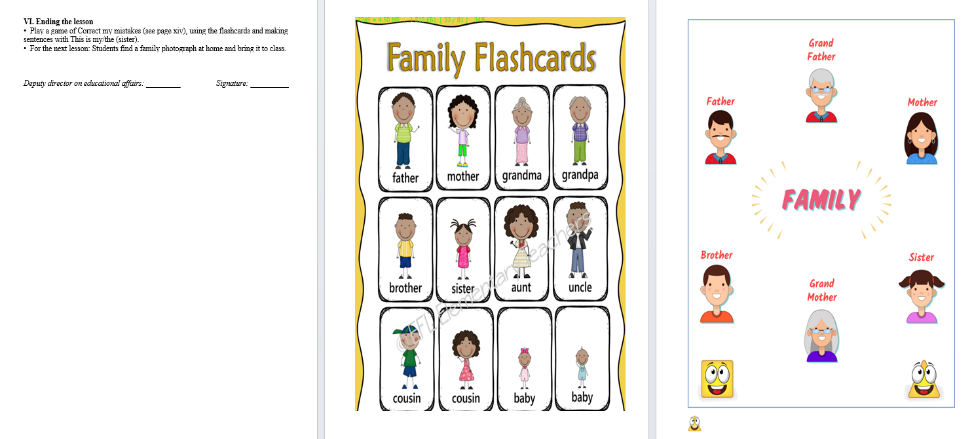 VI. Ending the lesson
• Play a game of Correct my mistakes (see page xiv), using the flashcards and making
sentences with This is my/the (sister).
• For the next lesson: Students find a family photograph at home and bring it to class.
Deputy director on educational affairs: __________ Signature: __________
Family Flashcards
father mother grandma grandpa
brother sister aunt uncle
cousin cousin baby baby
Grand
Father
Father
Mother
FAMILY
Brother
Sister
Grand
Mother